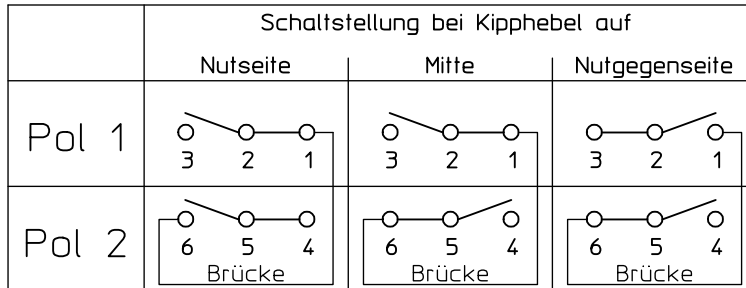 Schaltstellung bei Kipphebel auf
Nutseite Mitte Nutgegenseite
Pol 1
3 2 1 3 2 1 3 2 1
Pol 2
6 5 4 6 5 4 6 5 4
Brücke Brücke Brücke